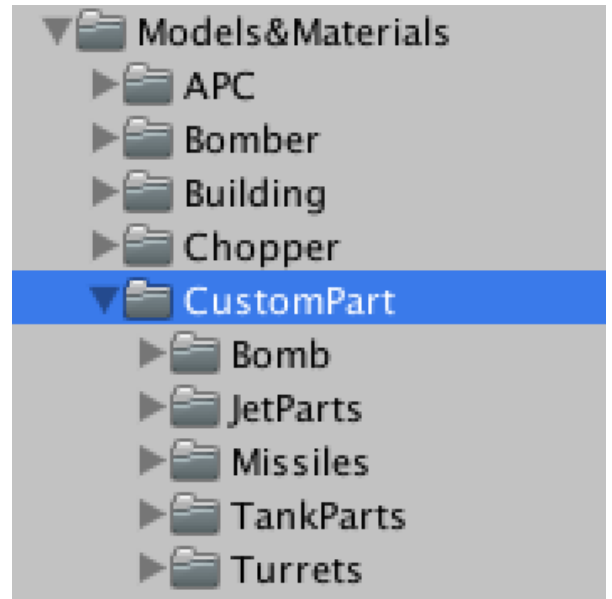 Models&Materials
APC
Bomber
Building
Chopper
CustomPart
Bomb
JetParts
Missiles
TankParts
Turrets